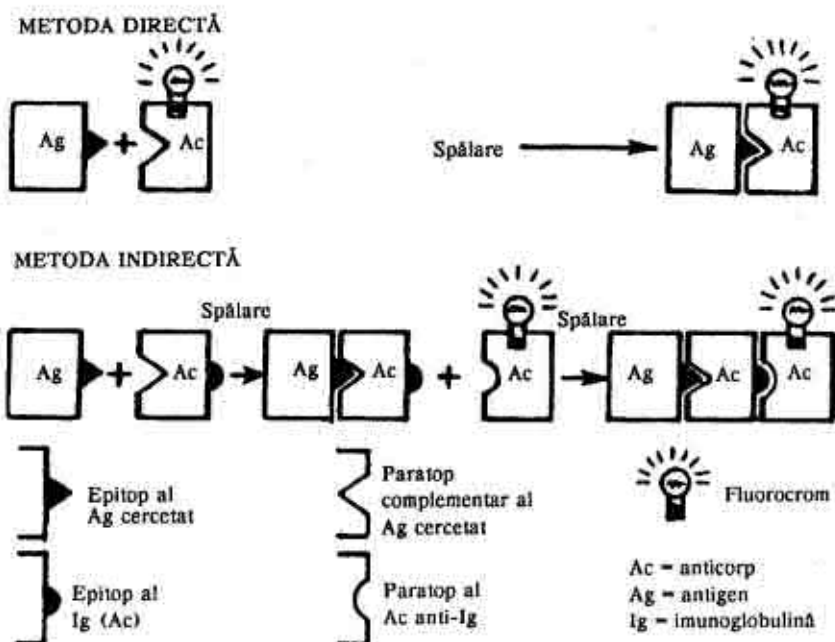 METODA DIRECTĂ
Ag + Ac
Spălare
Ag Ac
METODA INDIRECTĂ
Spălare
Spălare
Ag + Ac Ag Ac + Ac Ag Ac Ac
Epitop al
Ag cercetat
Paratop
complementar al
Ag cercetat
Fluorocrom
Epitop al
Ig (Ac)
Paratop al
Ac anti-Ig
Ac = anticorp
Ag = antigen
Ig = imunoglobulină